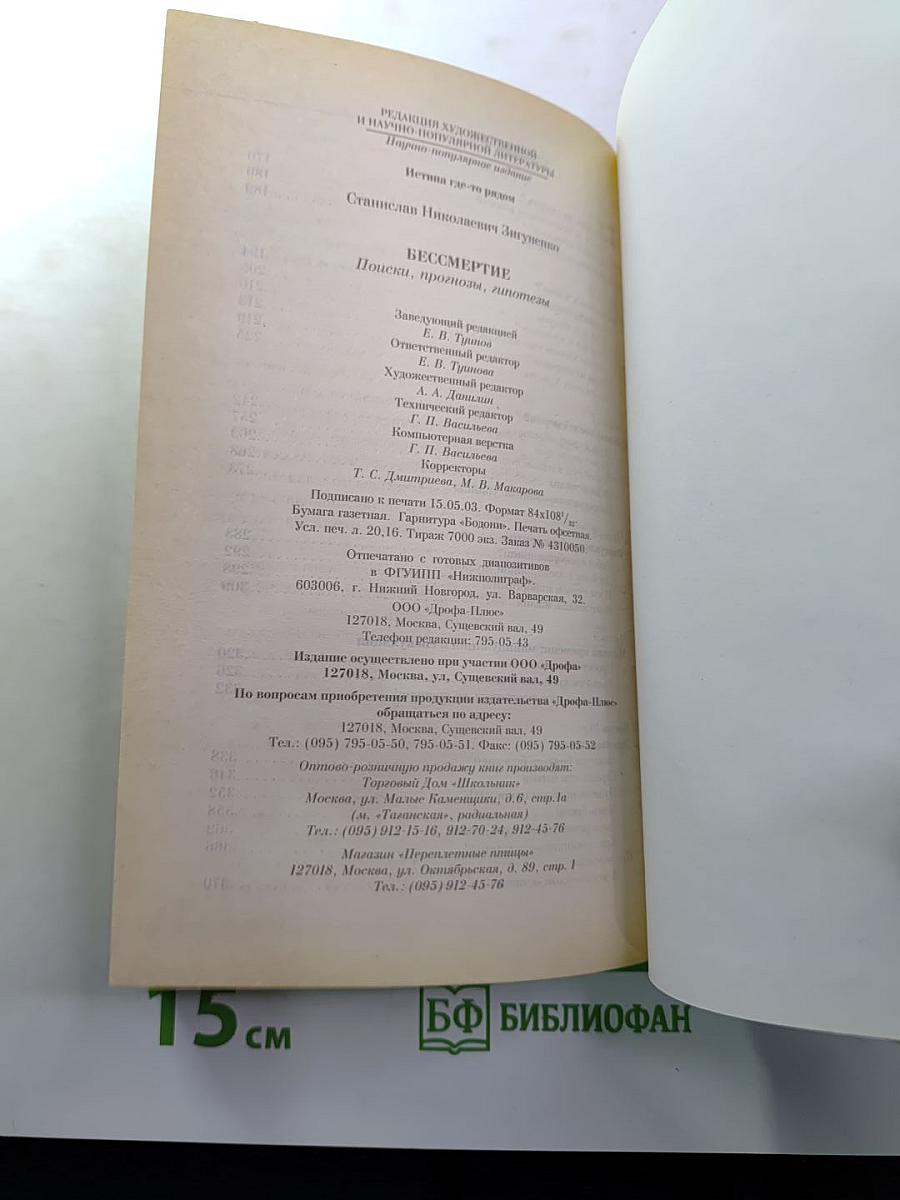 РЕДАКЦИЯ ХУДОЖЕСТВЕННОЙ
И НАУЧНО-ПОПУЛЯРНОЙ ЛИТЕРАТУРЫ
Научно-популярное издание
Истина где-то рядом
Станислав Николаевич Зигуненко
БЕССМЕРТИЕ
Поиски, прогнозы, гипотезы
Заведующий редакцией
Е. В. Туинов
Ответственный редактор
Е. В. Туинова
Художественный редактор
А. А. Данилин
Технический редактор
Г. П. Васильева
Компьютерная верстка
Г. П. Васильева
Корректоры
Т. С. Дмитриева, М. В. Макарова
Подписано к печати 15.05.03. Формат 84х108¹/₃₂.
Бумага газетная. Гарнитура «Бодони». Печать офсетная.
Усл. печ. л. 20,16. Тираж 7000 экз. Заказ № 4310050.
Отпечатано с готовых диапозитивов
в ФГУИПП «Нижполиграф».
603006, г. Нижний Новгород, ул. Варварская, 32.
ООО «Дрофа-Плюс»
127018, Москва, Сущевский вал, 49
Телефон редакции: 795-05-43
Издание осуществлено при участии ООО «Дрофа»
127018, Москва, ул, Сущевский вал, 49
По вопросам приобретения продукции издательства «Дрофа-Плюс»
обращаться по адресу:
127018, Москва, Сущевский вал, 49
Тел.: (095) 795-05-50, 795-05-51. Факс: (095) 795-05-52
Оптово-розничную продажу книг производят:
Торговый Дом «Школьник»
Москва, ул. Малые Каменщики, д.6, стр.1а
(м. «Таганская», радиальная)
Тел.: (095) 912-15-16, 912-70-24, 912-45-76
Магазин «Переплетные птицы»
127018, Москва, ул. Октябрьская, д. 89, стр. 1
Тел.: (095) 912-45-76
15 см
БФ БИБЛИОФАН